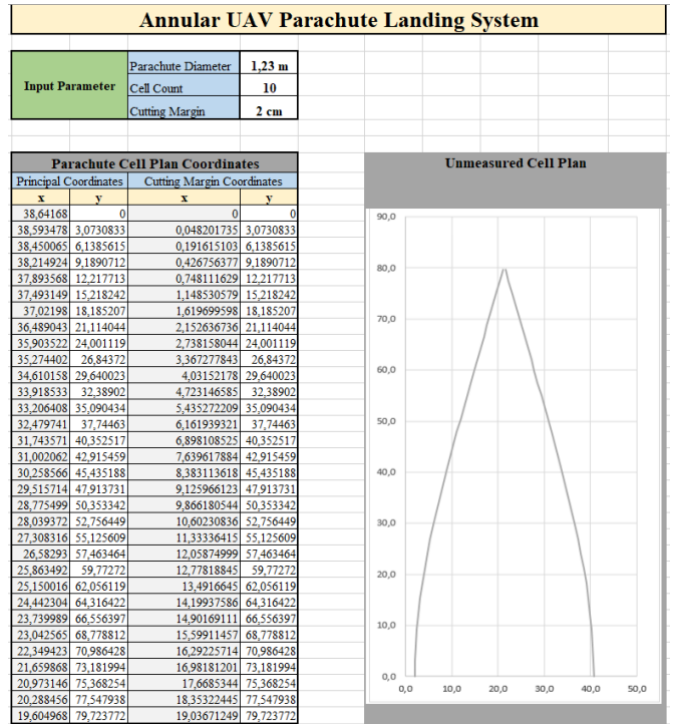 Annular UAV Parachute Landing System
Input Parameter
Parachute Diameter 1,23 m
Cell Count 10
Cutting Margin 2 cm
Parachute Cell Plan Coordinates
Principal Coordinates Cutting Margin Coordinates
x y x y
38,64168 0 0 0
38,593478 3,0730833 0,048201735 3,0730833
38,450065 6,1385615 0,191615103 6,1385615
38,214924 9,1890712 0,426756377 9,1890712
37,893568 12,217713 0,748111629 12,217713
37,493149 15,218242 1,148530579 15,218242
37,02198 18,185207 1,619699598 18,185207
36,489043 21,114044 2,152636736 21,114044
35,903522 24,001119 2,738158044 24,001119
35,274402 26,84372 3,367277843 26,84372
34,610158 29,640023 4,03152178 29,640023
33,918533 32,38902 4,723146585 32,38902
33,206408 35,090434 5,435272209 35,090434
32,479741 37,74463 6,161939321 37,74463
31,743571 40,352517 6,898108525 40,352517
31,002062 42,915459 7,639617884 42,915459
30,258566 45,435188 8,383113618 45,435188
29,515714 47,913731 9,125966123 47,913731
28,775499 50,353342 9,866180544 50,353342
28,039372 52,756449 10,60230836 52,756449
27,308316 55,125609 11,33336415 55,125609
26,58293 57,463464 12,05874999 57,463464
25,863492 59,77272 12,77818845 59,77272
25,150016 62,056119 13,4916645 62,056119
24,442304 64,316422 14,19937586 64,316422
23,739989 66,556397 14,90169111 66,556397
23,042565 68,778812 15,59911457 68,778812
22,349423 70,986428 16,29225714 70,986428
21,659868 73,181994 16,98181201 73,181994
20,973146 75,368254 17,6685344 75,368254
20,288456 77,547938 18,35322445 77,547938
19,604968 79,723772 19,03671249 79,723772
Unmeasured Cell Plan
90,0
80,0
70,0
60,0
50,0
40,0
30,0
20,0
10,0
0,0
0,0 10,0 20,0 30,0 40,0 50,0